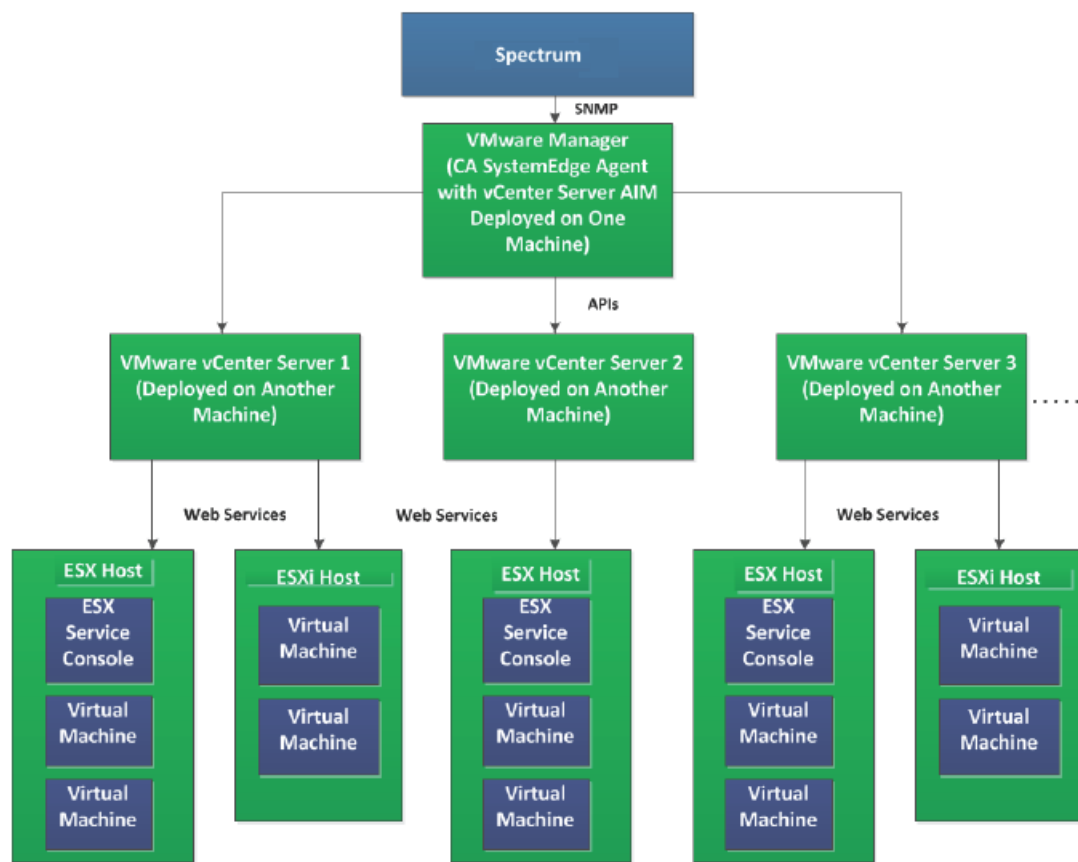 Spectrum
SNMP
VMware Manager
(CA SystemEdge Agent
with vCenter Server AIM
Deployed on One
Machine)
APIs
VMware vCenter Server 1
(Deployed on Another
Machine)
VMware vCenter Server 2
(Deployed on Another
Machine)
VMware vCenter Server 3
(Deployed on Another
Machine)
.....
Web Services
Web Services
Web Services
ESX Host
ESX
Service
Console
Virtual
Machine
Virtual
Machine
ESXi Host
Virtual
Machine
Virtual
Machine
ESX Host
ESX
Service
Console
Virtual
Machine
Virtual
Machine
ESX Host
ESX
Service
Console
Virtual
Machine
Virtual
Machine
ESXi Host
Virtual
Machine
Virtual
Machine